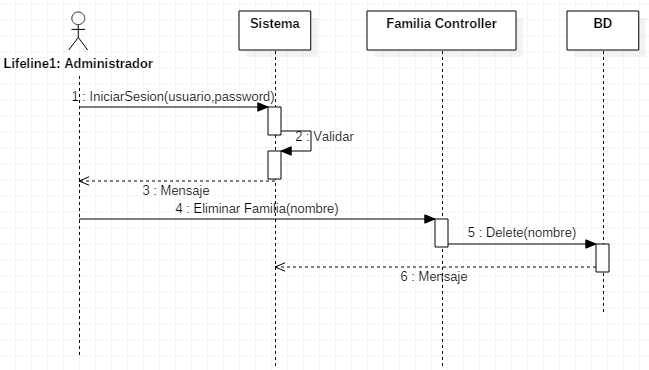 Sistema
Familia Controller
BD
Lifeline1: Administrador
1 : IniciarSesion(usuario,password)
2 : Validar
3 : Mensaje
4 : Eliminar Familia(nombre)
5 : Delete(nombre)
6 : Mensaje